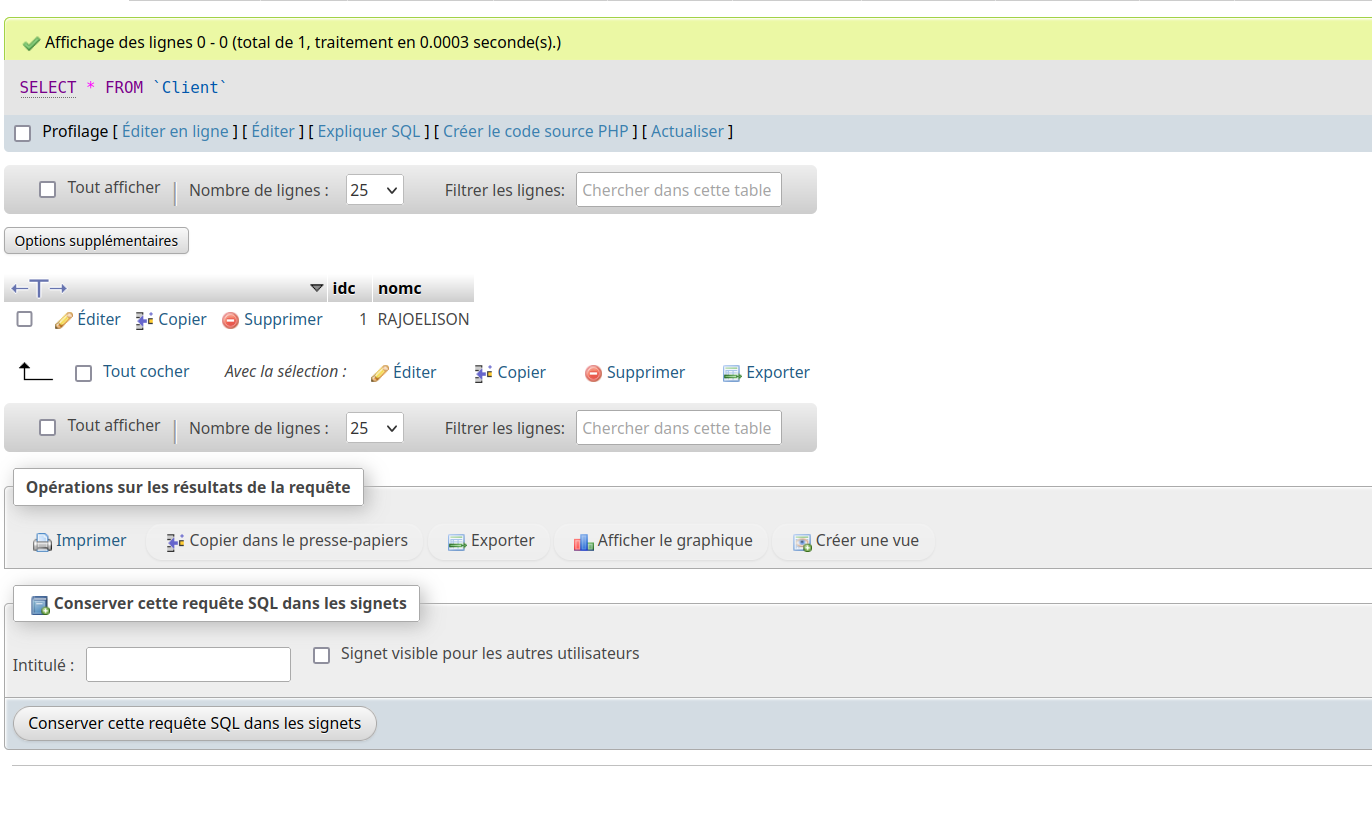 Affichage des lignes 0 - 0 (total de 1, traitement en 0.0003 seconde(s).)
SELECT * FROM `Client`
Profilage [ Éditer en ligne ] [ Éditer ] [ Expliquer SQL ] [ Créer le code source PHP ] [ Actualiser ]
Tout afficher Nombre de lignes : 25 Filtrer les lignes: Chercher dans cette table
Options supplémentaires
←T→ idc nomc
Éditer Copier Supprimer 1 RAJOELISON
Tout cocher Avec la sélection : Éditer Copier Supprimer Exporter
Tout afficher Nombre de lignes : 25 Filtrer les lignes: Chercher dans cette table
Opérations sur les résultats de la requête
Imprimer Copier dans le presse-papiers Exporter Afficher le graphique Créer une vue
Conserver cette requête SQL dans les signets
Intitulé : Signet visible pour les autres utilisateurs
Conserver cette requête SQL dans les signets